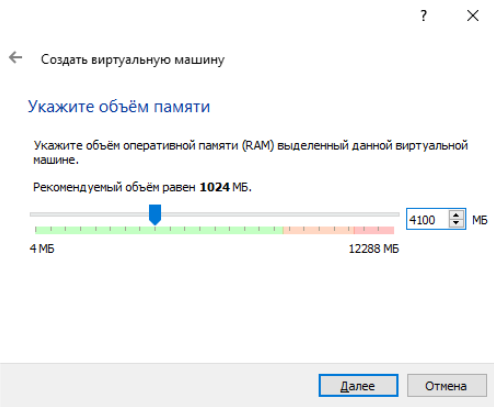 ?
Создать виртуальную машину
Укажите объём памяти
Укажите объём оперативной памяти (RAM) выделенный данной виртуальной
машине.
Рекомендуемый объём равен 1024 МБ.
4100 МБ
4 МБ 12288 МБ
Далее Отмена